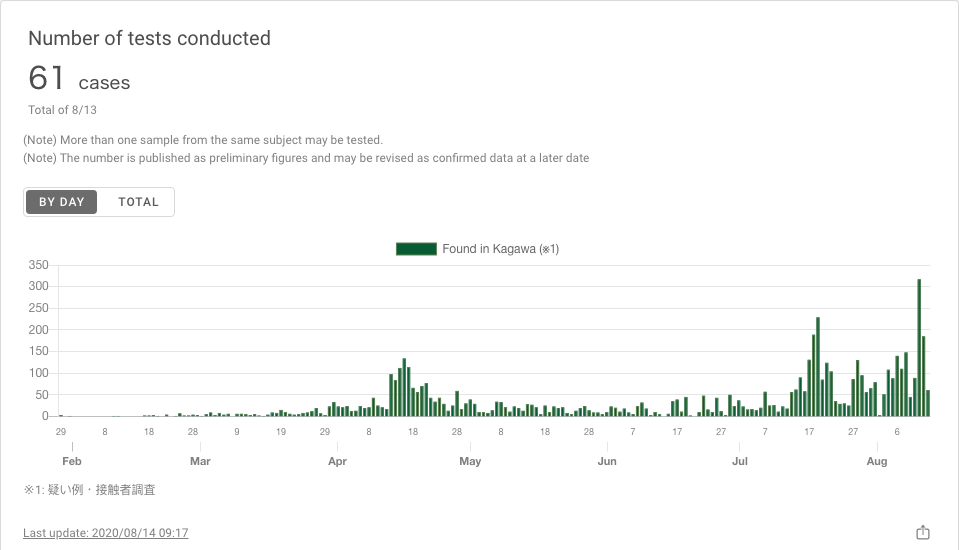 Number of tests conducted
61 cases
Total of 8/13
(Note) More than one sample from the same subject may be tested.
(Note) The number is published as preliminary figures and may be revised as confirmed data at a later date
BY DAY TOTAL
Found in Kagawa (※1)
350
300
250
200
150
100
50
0
29 8 18 28 9 19 29 8 18 28 8 18 28 7 17 27 7 17 27 6
Feb Mar Apr May Jun Jul Aug
※1: 疑い例・接触者調査
Last update: 2020/08/14 09:17